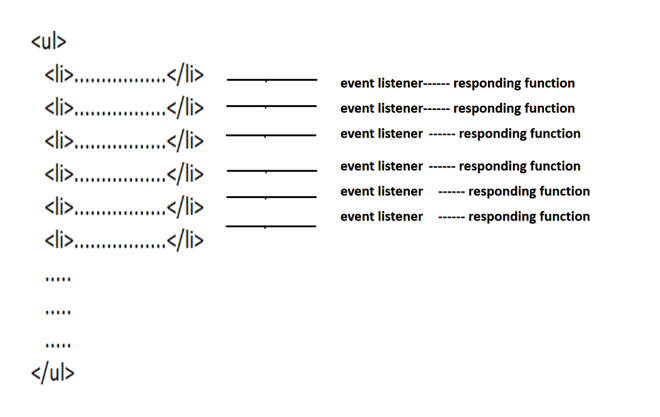 <ul>
<li>.................</li> event listener------ responding function
<li>.................</li> event listener------ responding function
<li>.................</li> event listener ------ responding function
<li>.................</li> event listener ------ responding function
<li>.................</li> event listener ------ responding function
<li>.................</li> event listener ------ responding function
.....
.....
.....
</ul>